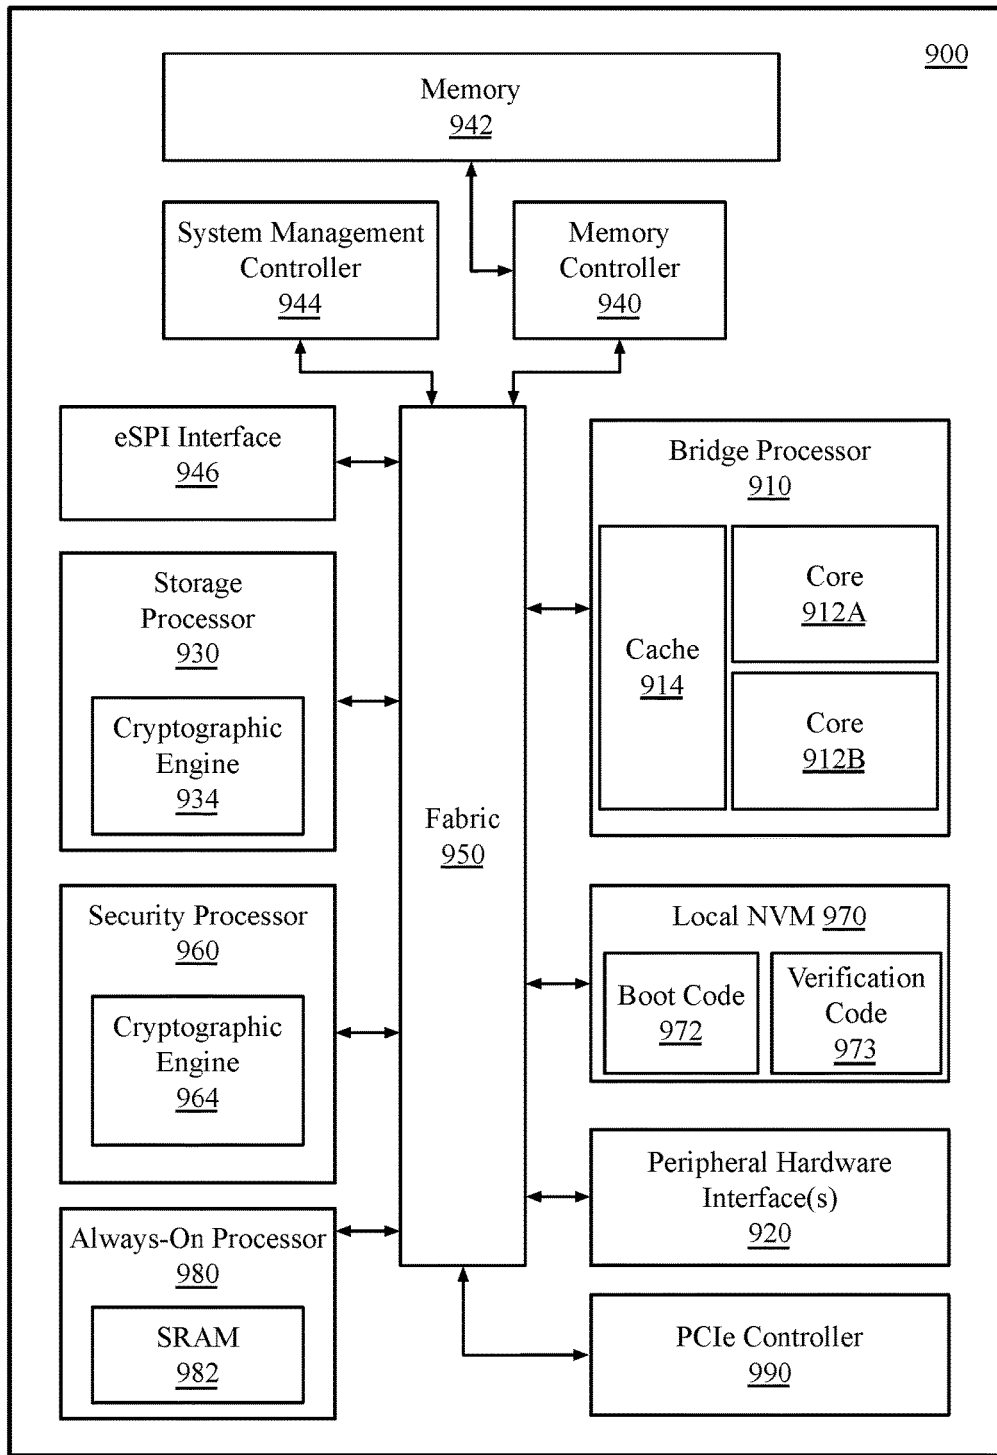 900
Memory
942
System Management
Controller
944
Memory
Controller
940
eSPI Interface
946
Bridge Processor
910
Cache
914
Core
912A
Core
912B
Storage
Processor
930
Cryptographic
Engine
934
Fabric
950
Security Processor
960
Cryptographic
Engine
964
Local NVM 970
Boot Code
972
Verification
Code
973
Always-On Processor
980
SRAM
982
Peripheral Hardware
Interface(s)
920
PCIe Controller
990